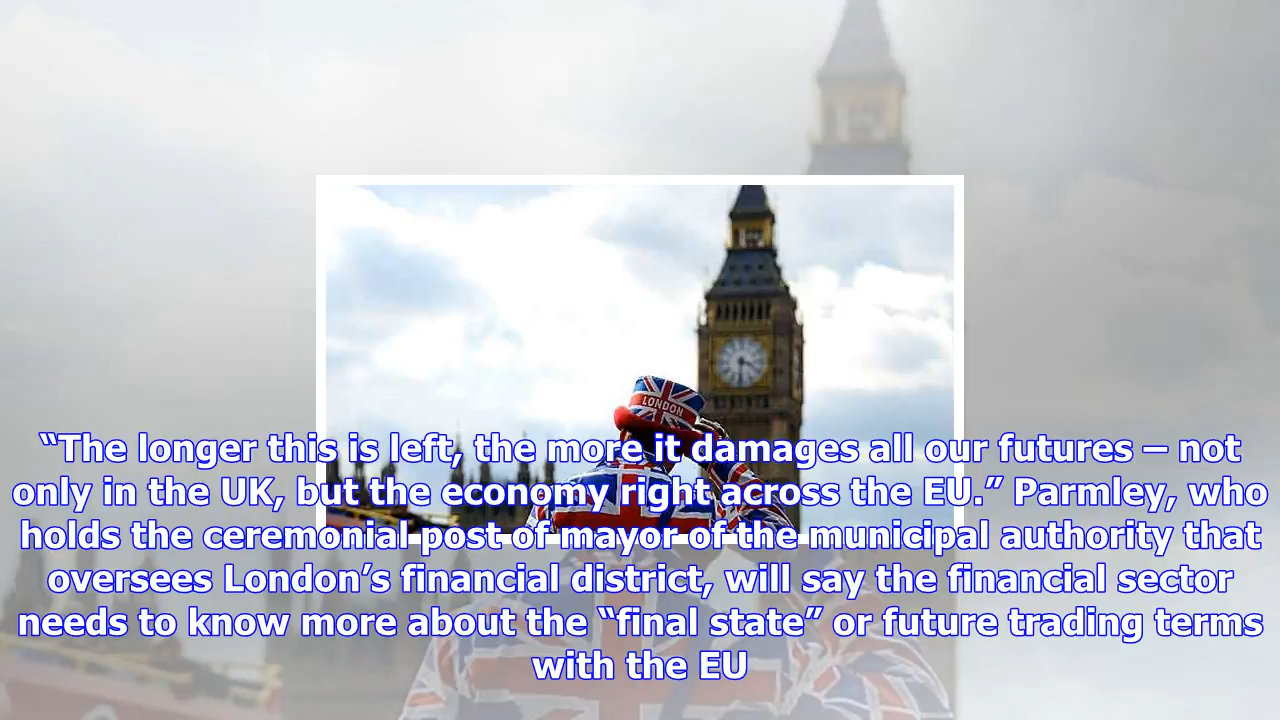 LONDON
“The longer this is left, the more it damages all our futures – not
only in the UK, but the economy right across the EU.” Parmley, who
holds the ceremonial post of mayor of the municipal authority that
oversees London’s financial district, will say the financial sector
needs to know more about the “final state” or future trading terms
with the EU